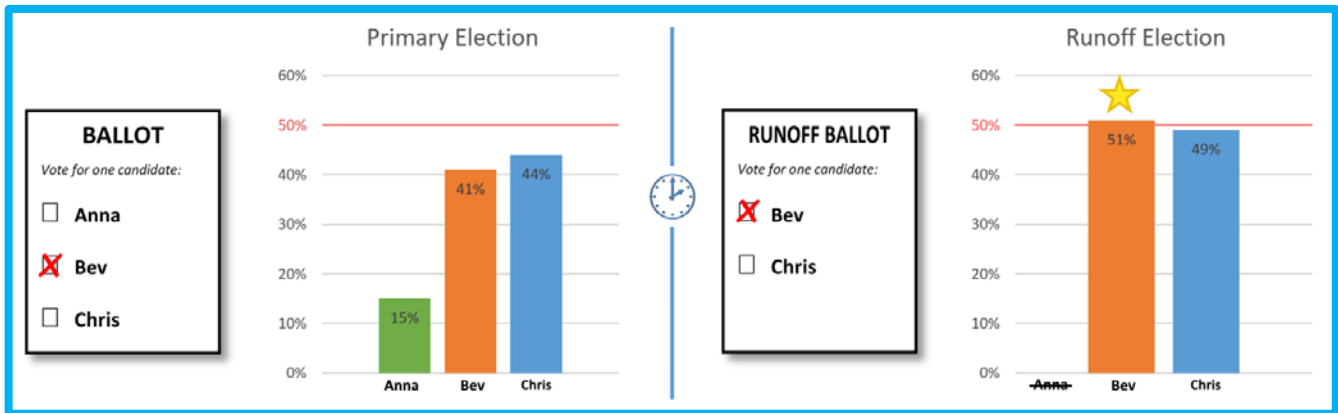 Primary Election
BALLOT
Vote for one candidate:
Anna
Bev
Chris
60%
50%
40%
30%
20%
10%
0%
15%
41%
44%
Anna Bev Chris
Runoff Election
RUNOFF BALLOT
Vote for one candidate:
Bev
Chris
60%
50%
40%
30%
20%
10%
0%
51%
49%
Anna Bev Chris